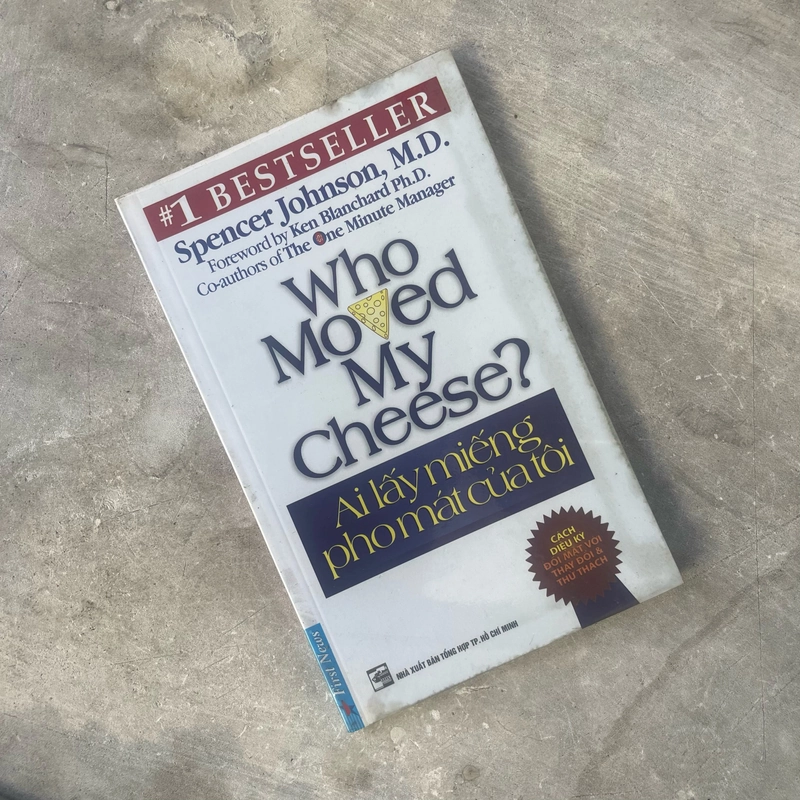 #1 BESTSELLER
Spencer Johnson, M.D.
Foreword by Ken Blanchard Ph.D.
Co-authors of The One Minute Manager
Who
Moved
My
Cheese?
Ai lấy miếng
pho mát của tôi
CÁCH
DIỆU KỲ
ĐỐI MẶT VỚI
THAY ĐỔI &
THỬ THÁCH
NHÀ XUẤT BẢN TỔNG HỢP TP. HỒ CHÍ MINH
First News